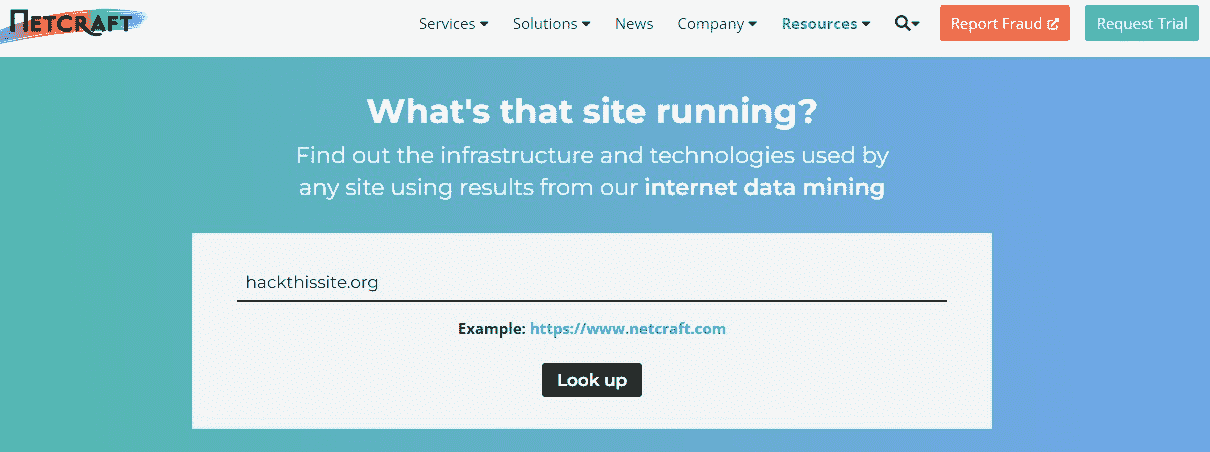 NETCRAFT Services Solutions News Company Resources Report Fraud Request Trial
What's that site running?
Find out the infrastructure and technologies used by
any site using results from our internet data mining
hackthissite.org
Example: https://www.netcraft.com
Look up